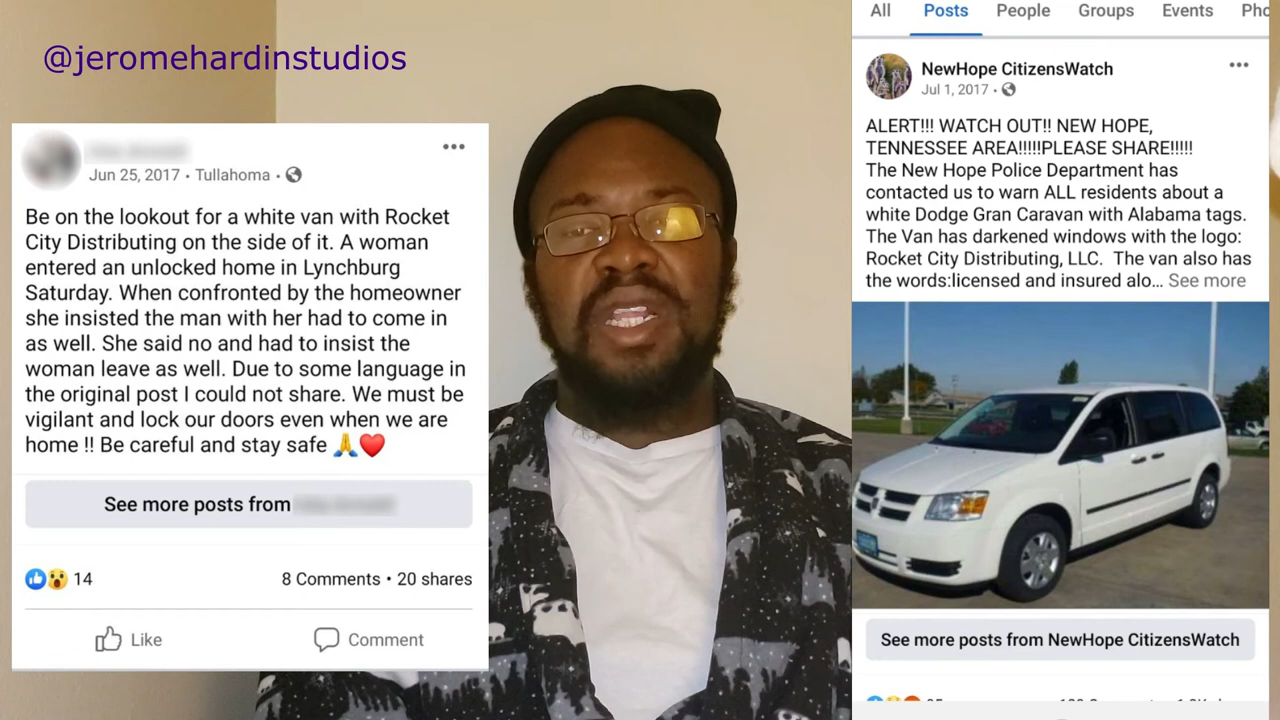 @jeromehardinstudios
Jun 25, 2017 • Tullahoma •
Be on the lookout for a white van with Rocket
City Distributing on the side of it. A woman
entered an unlocked home in Lynchburg
Saturday. When confronted by the homeowner
she insisted the man with her had to come in
as well. She said no and had to insist the
woman leave as well. Due to some language in
the original post I could not share. We must be
vigilant and lock our doors even when we are
home !! Be careful and stay safe 🙏❤️
See more posts from
14
8 Comments • 20 shares
Like
Comment
All Posts People Groups Events
NewHope CitizensWatch
Jul 1, 2017 •
ALERT!!! WATCH OUT!! NEW HOPE,
TENNESSEE AREA!!!!!PLEASE SHARE!!!!!
The New Hope Police Department has
contacted us to warn ALL residents about a
white Dodge Gran Caravan with Alabama tags.
The Van has darkened windows with the logo:
Rocket City Distributing, LLC. The van also has
the words:licensed and insured alo... See more
See more posts from NewHope CitizensWatch